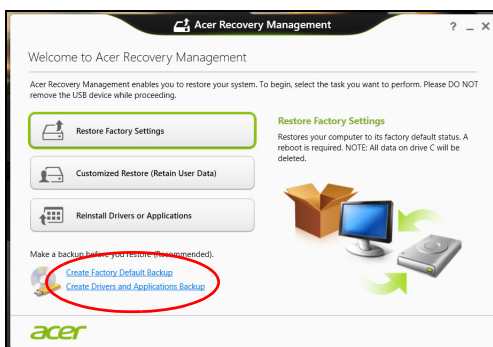 Acer Recovery Management
? _ X
Welcome to Acer Recovery Management
Acer Recovery Management enables you to restore your system. To begin, select the task you want to perform. Please DO NOT
remove the USB device while proceeding.
Restore Factory Settings
Customized Restore (Retain User Data)
Reinstall Drivers or Applications
Restore Factory Settings
Restores your computer to its factory default status. A
reboot is required. NOTE: All data on drive C will be
deleted.
Make a backup before you restore (Recommended).
Create Factory Default Backup
Create Drivers and Applications Backup
acer